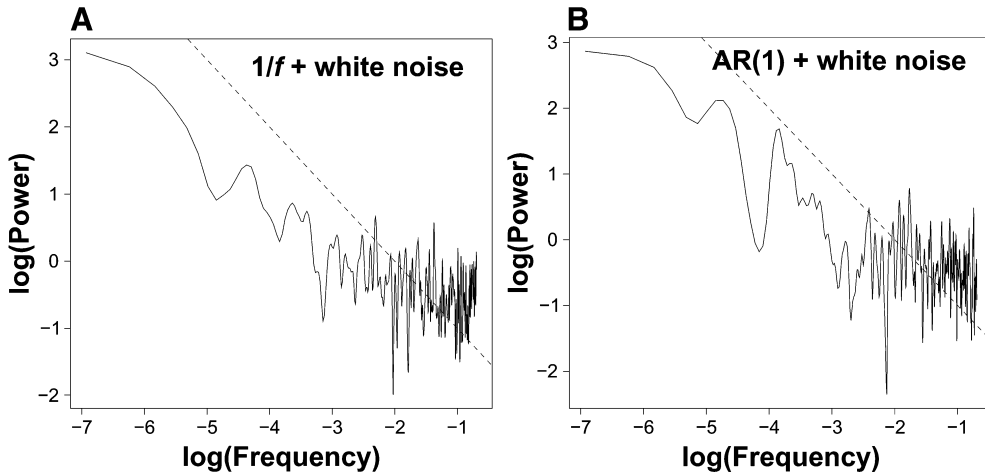 A
1/f + white noise
log(Power)
3
2
1
0
−1
−2
−7 −6 −5 −4 −3 −2 −1
log(Frequency)
B
AR(1) + white noise
log(Power)
3
2
1
0
−1
−2
−7 −6 −5 −4 −3 −2 −1
log(Frequency)